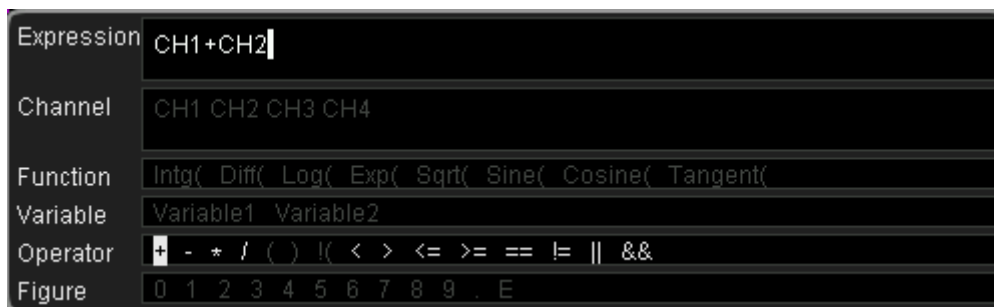 Expression CH1+CH2
Channel CH1 CH2 CH3 CH4
Function Intg( Diff( Log( Exp( Sqrt( Sine( Cosine( Tangent(
Variable Variable1 Variable2
Operator + - * / ( ) !( < > <= >= == != || &&
Figure 0 1 2 3 4 5 6 7 8 9 . E